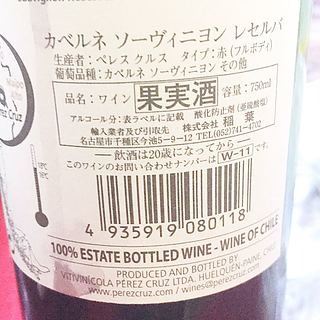 カベルネ ソーヴィニヨン レセルバ
生産者：ペレス クルス タイプ：赤（フルボディ）
葡萄品種：カベルネ ソーヴィニヨン その他
品名：ワイン 果実酒 容量：750ml
アルコール分：表ラベルに記載 酸化防止剤（亜硫酸塩）
輸入業者及び引取先 株式会社 稲葉
名古屋市千種区今池5-9-12 TEL(052)741-4702
飲酒は20歳になってから
このワインのお問い合わせナンバーは W-11 です。
4 935919 080118
100% ESTATE BOTTLED WINE - WINE OF CHILE
PRODUCED AND BOTTLED BY:
VITIVINÍCOLA PÉREZ CRUZ LTDA. HUELQUÉN-PAINE, CHILE
www.perezcruz.com / wines@perezcruz.com